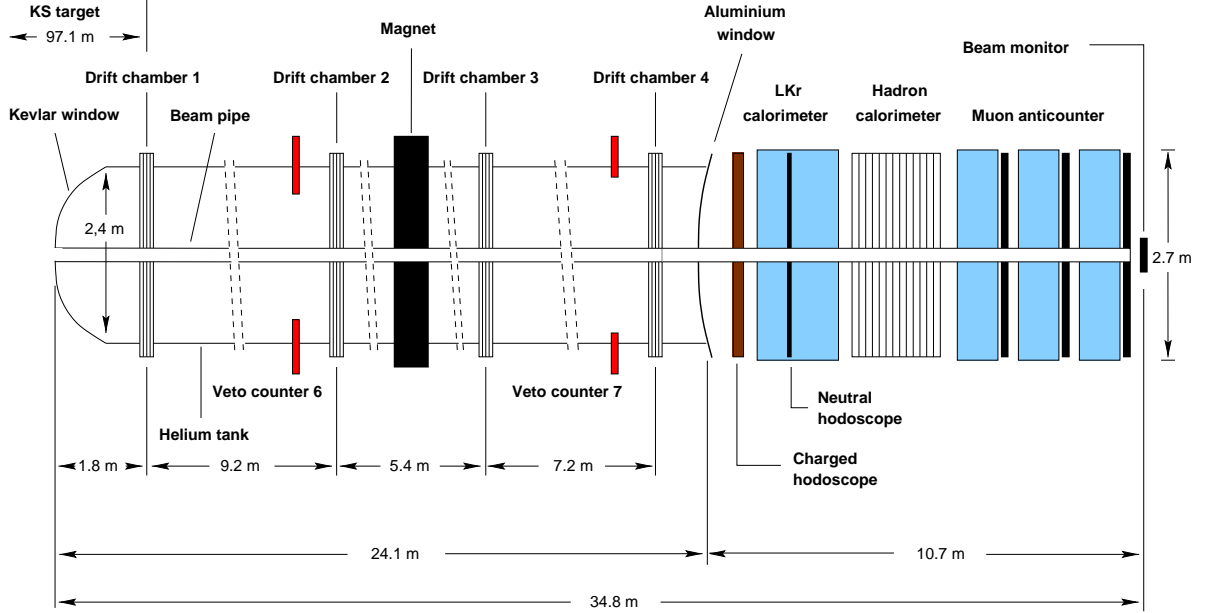 KS target
97.1 m
Aluminium
window
Magnet
Beam monitor
Drift chamber 1
Drift chamber 2
Drift chamber 3
Drift chamber 4
LKr
calorimeter
Hadron
calorimeter
Kevlar window
Beam pipe
Muon anticounter
2,4 m
2.7 m
Veto counter 6
Veto counter 7
Neutral
hodoscope
Helium tank
Charged
hodoscope
1.8 m
9.2 m
5.4 m
7.2 m
24.1 m
10.7 m
34.8 m